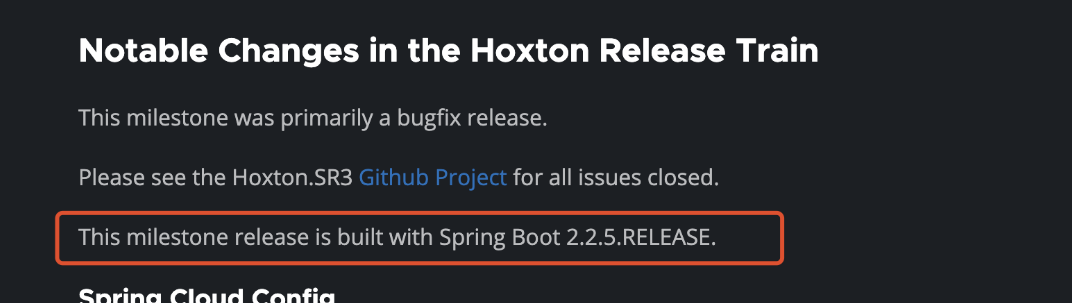 Notable Changes in the Hoxton Release Train
This milestone was primarily a bugfix release.
Please see the Hoxton.SR3 Github Project for all issues closed.
This milestone release is built with Spring Boot 2.2.5.RELEASE.
Spring Cloud Config